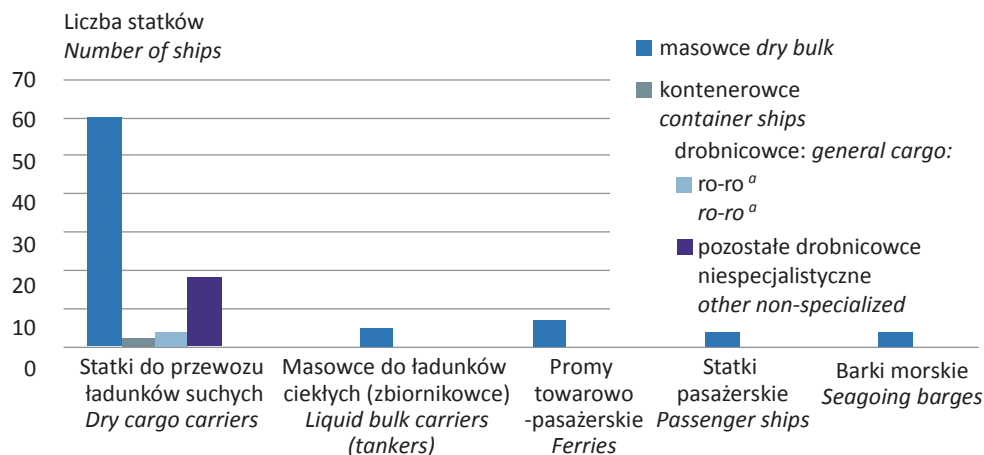 Liczba statków
Number of ships
70
60
50
40
30
20
10
0
masowce dry bulk
kontenerowce
container ships
drobnicowce: general cargo:
ro-ro ᵃ
ro-ro ᵃ
pozostałe drobnicowce
niespecjalistyczne
other non-specialized
Statki do przewozu
ładunków suchych
Dry cargo carriers
Masowce do ładunków
ciekłych (zbiornikowce)
Liquid bulk carriers
(tankers)
Promy
towarowo
-pasażerskie
Ferries
Statki
pasażerskie
Passenger ships
Barki morskie
Seagoing barges